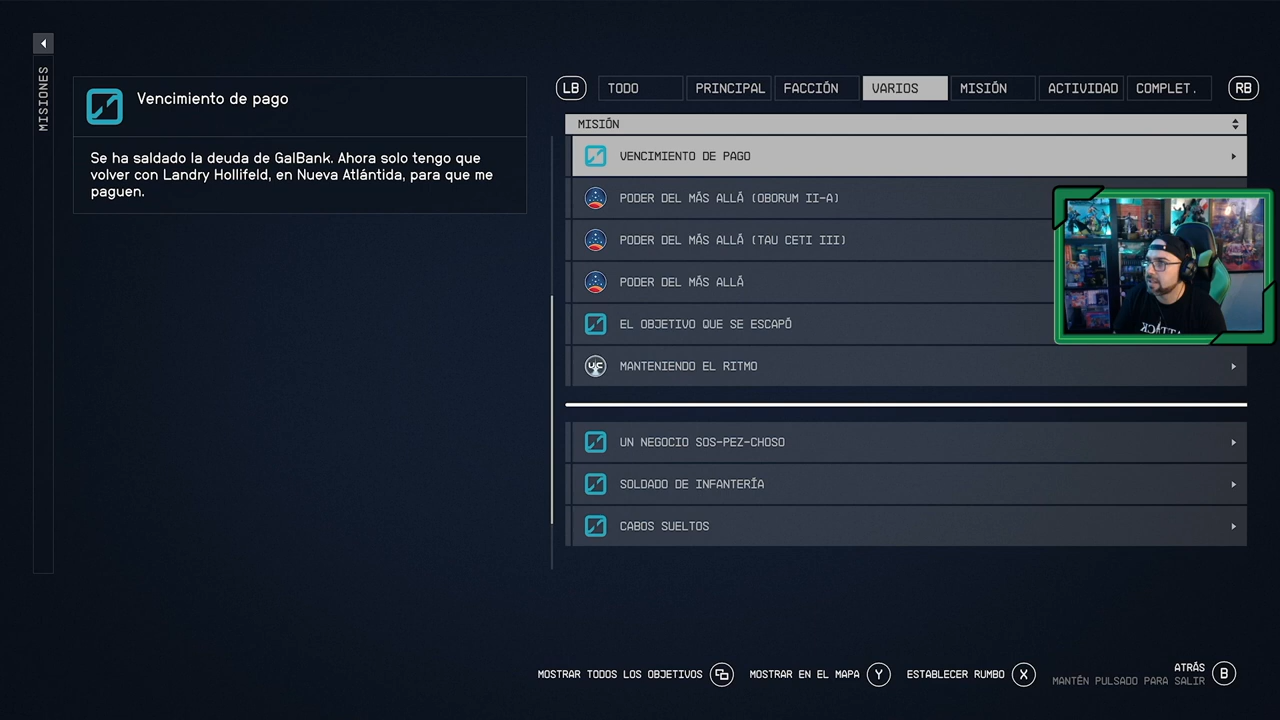 MISIONES
Vencimiento de pago
Se ha saldado la deuda de GalBank. Ahora solo tengo que
volver con Landry Hollifeld, en Nueva Atlántida, para que me
paguen.
LB TODO PRINCIPAL FACCIÓN VARIOS MISIÓN ACTIVIDAD COMPLET. RB
MISIÓN
VENCIMIENTO DE PAGO
PODER DEL MÁS ALLÁ (OBORUM II-A)
PODER DEL MÁS ALLÁ (TAU CETI III)
PODER DEL MÁS ALLÁ
EL OBJETIVO QUE SE ESCAPÓ
UC MANTENIENDO EL RITMO
UN NEGOCIO SOS-PEZ-CHOSO
SOLDADO DE INFANTERÍA
CABOS SUELTOS
ATTACK
MOSTRAR TODOS LOS OBJETIVOS MOSTRAR EN EL MAPA Y ESTABLECER RUMBO X ATRÁS B
MANTÉN PULSADO PARA SALIR